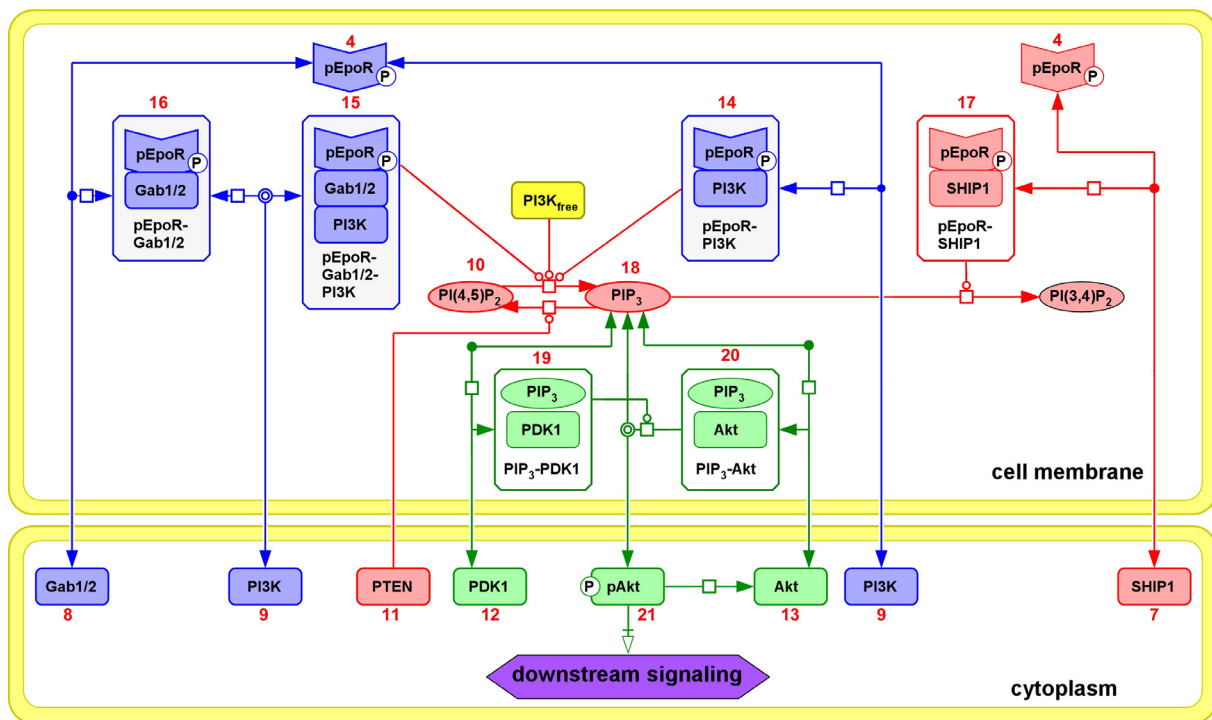 4
4
pEpoR
P
pEpoR
P
16
15
14
17
pEpoR
P
Gab1/2
pEpoR-
Gab1/2
pEpoR
P
Gab1/2
PI3K
pEpoR-
Gab1/2-
PI3K
PI3Kfree
pEpoR
P
PI3K
pEpoR-
PI3K
pEpoR
P
SHIP1
pEpoR-
SHIP1
10
18
PI(4,5)P2
PIP3
PI(3,4)P2
19
20
PIP3
PDK1
PIP3-PDK1
PIP3
Akt
PIP3-Akt
cell membrane
Gab1/2
PI3K
PTEN
PDK1
P
pAkt
Akt
PI3K
SHIP1
8
9
11
12
21
13
9
7
downstream signaling
cytoplasm